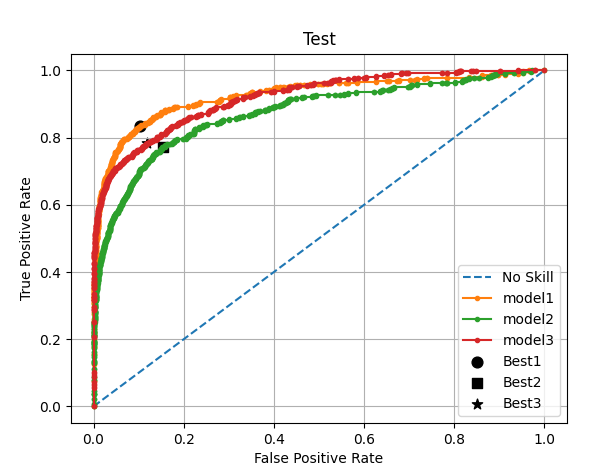 Test
True Positive Rate
1.0
0.8
0.6
0.4
0.2
0.0
No Skill
model1
model2
model3
Best1
Best2
Best3
0.0 0.2 0.4 0.6 0.8 1.0
False Positive Rate